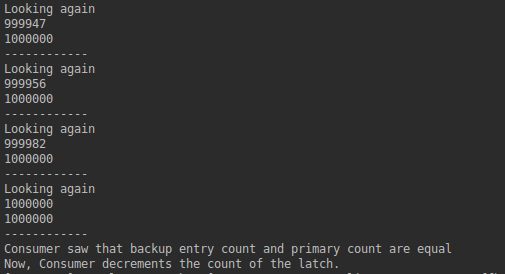 Looking again
999947
1000000
------------
Looking again
999956
1000000
------------
Looking again
999982
1000000
------------
Looking again
1000000
1000000
------------
Consumer saw that backup entry count and primary count are equal
Now, Consumer decrements the count of the latch.